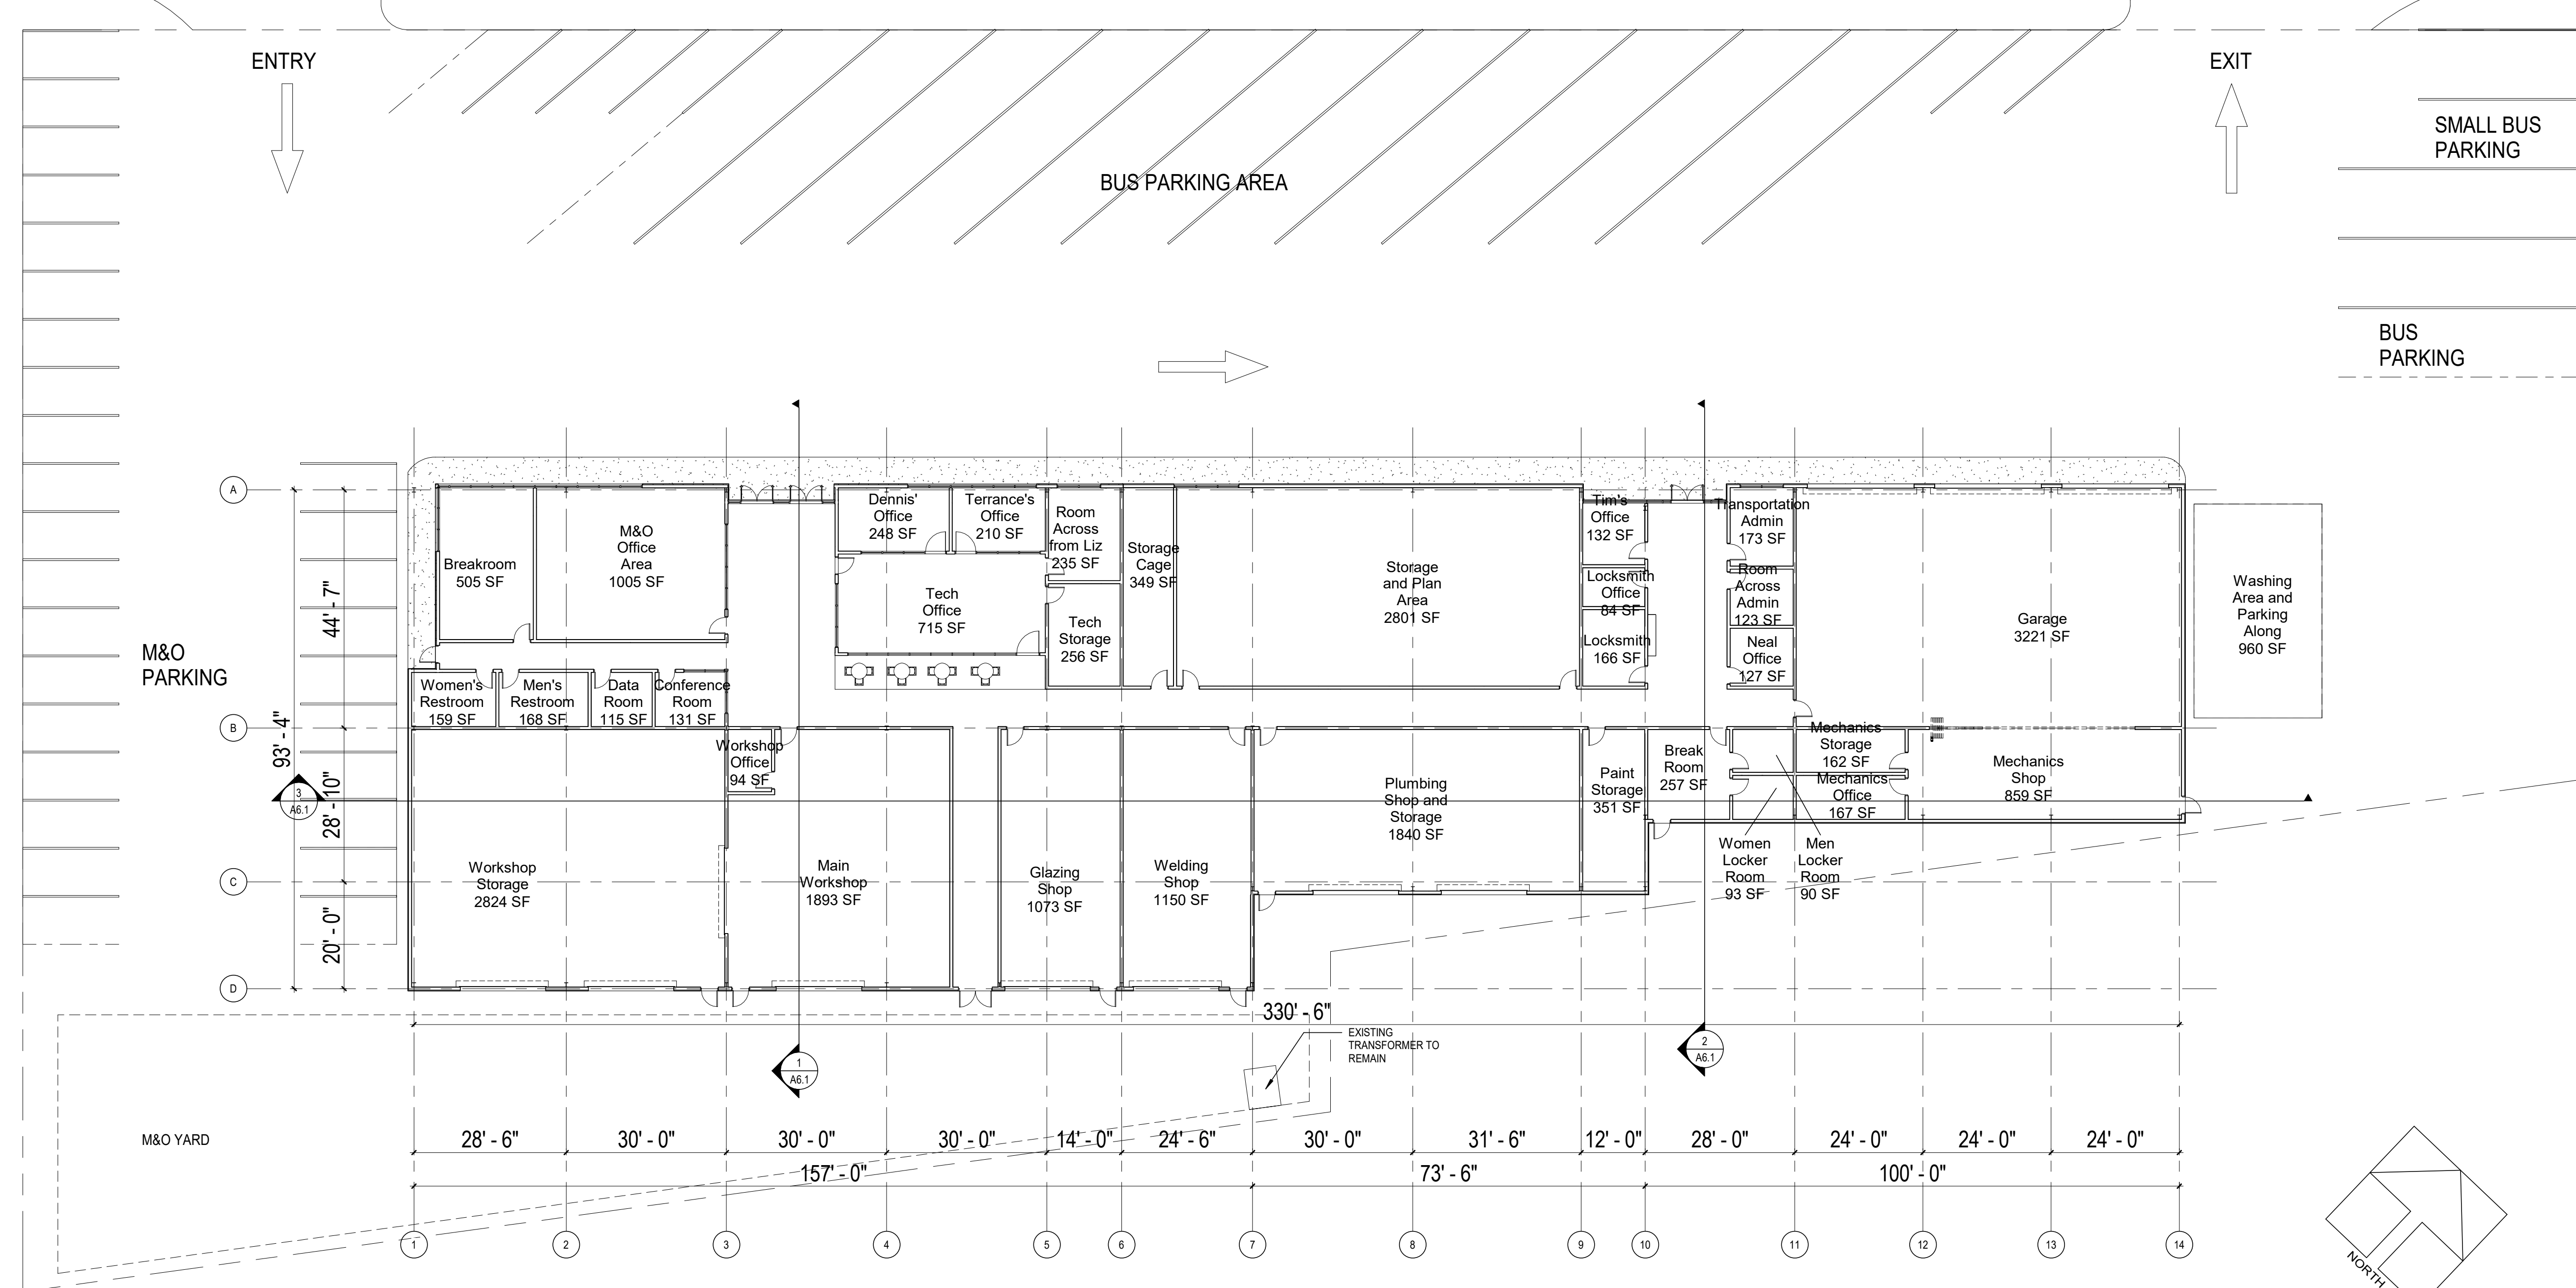 ENTRY
EXIT
SMALL BUS
PARKING
BUS PARKING AREA
BUS
PARKING
A
Dennis'
Office
248 SF
Terrance's
Office
210 SF
Room
Across
from Liz
235 SF
Tim's
Office
132 SF
Transportation
Admin
173 SF
M&O
Office
Area
1005 SF
Breakroom
505 SF
Storage
Cage
349 SF
Storage
and Plan
Area
2801 SF
Locksmith
Office
84 SF
Room
Across
Admin
123 SF
Washing
Area and
Parking
Along
960 SF
Tech
Office
715 SF
Tech
Storage
256 SF
Locksmith
166 SF
Neal
Office
127 SF
Garage
3221 SF
44' - 7"
M&O
PARKING
Women's
Restroom
159 SF
Men's
Restroom
168 SF
Data
Room
115 SF
Conference
Room
131 SF
B
93' - 4"
Workshop
Office
94 SF
Break
Room
257 SF
Mechanics
Storage
162 SF
Mechanics
Office
167 SF
Mechanics
Shop
859 SF
Plumbing
Shop and
Storage
1840 SF
Paint
Storage
351 SF
3
A6.1
28' - 10"
Women
Locker
Room
93 SF
Men
Locker
Room
90 SF
Workshop
Storage
2824 SF
Main
Workshop
1893 SF
Glazing
Shop
1073 SF
Welding
Shop
1150 SF
C
20' - 0"
D
330' - 6"
EXISTING
TRANSFORMER TO
REMAIN
1
A6.1
2
A6.1
M&O YARD
28' - 6"
30' - 0"
30' - 0"
30' - 0"
14' - 0"
24' - 6"
30' - 0"
31' - 6"
12' - 0"
28' - 0"
24' - 0"
24' - 0"
24' - 0"
157' - 0"
73' - 6"
100' - 0"
1
2
3
4
5
6
7
8
9
10
11
12
13
14
NORTH